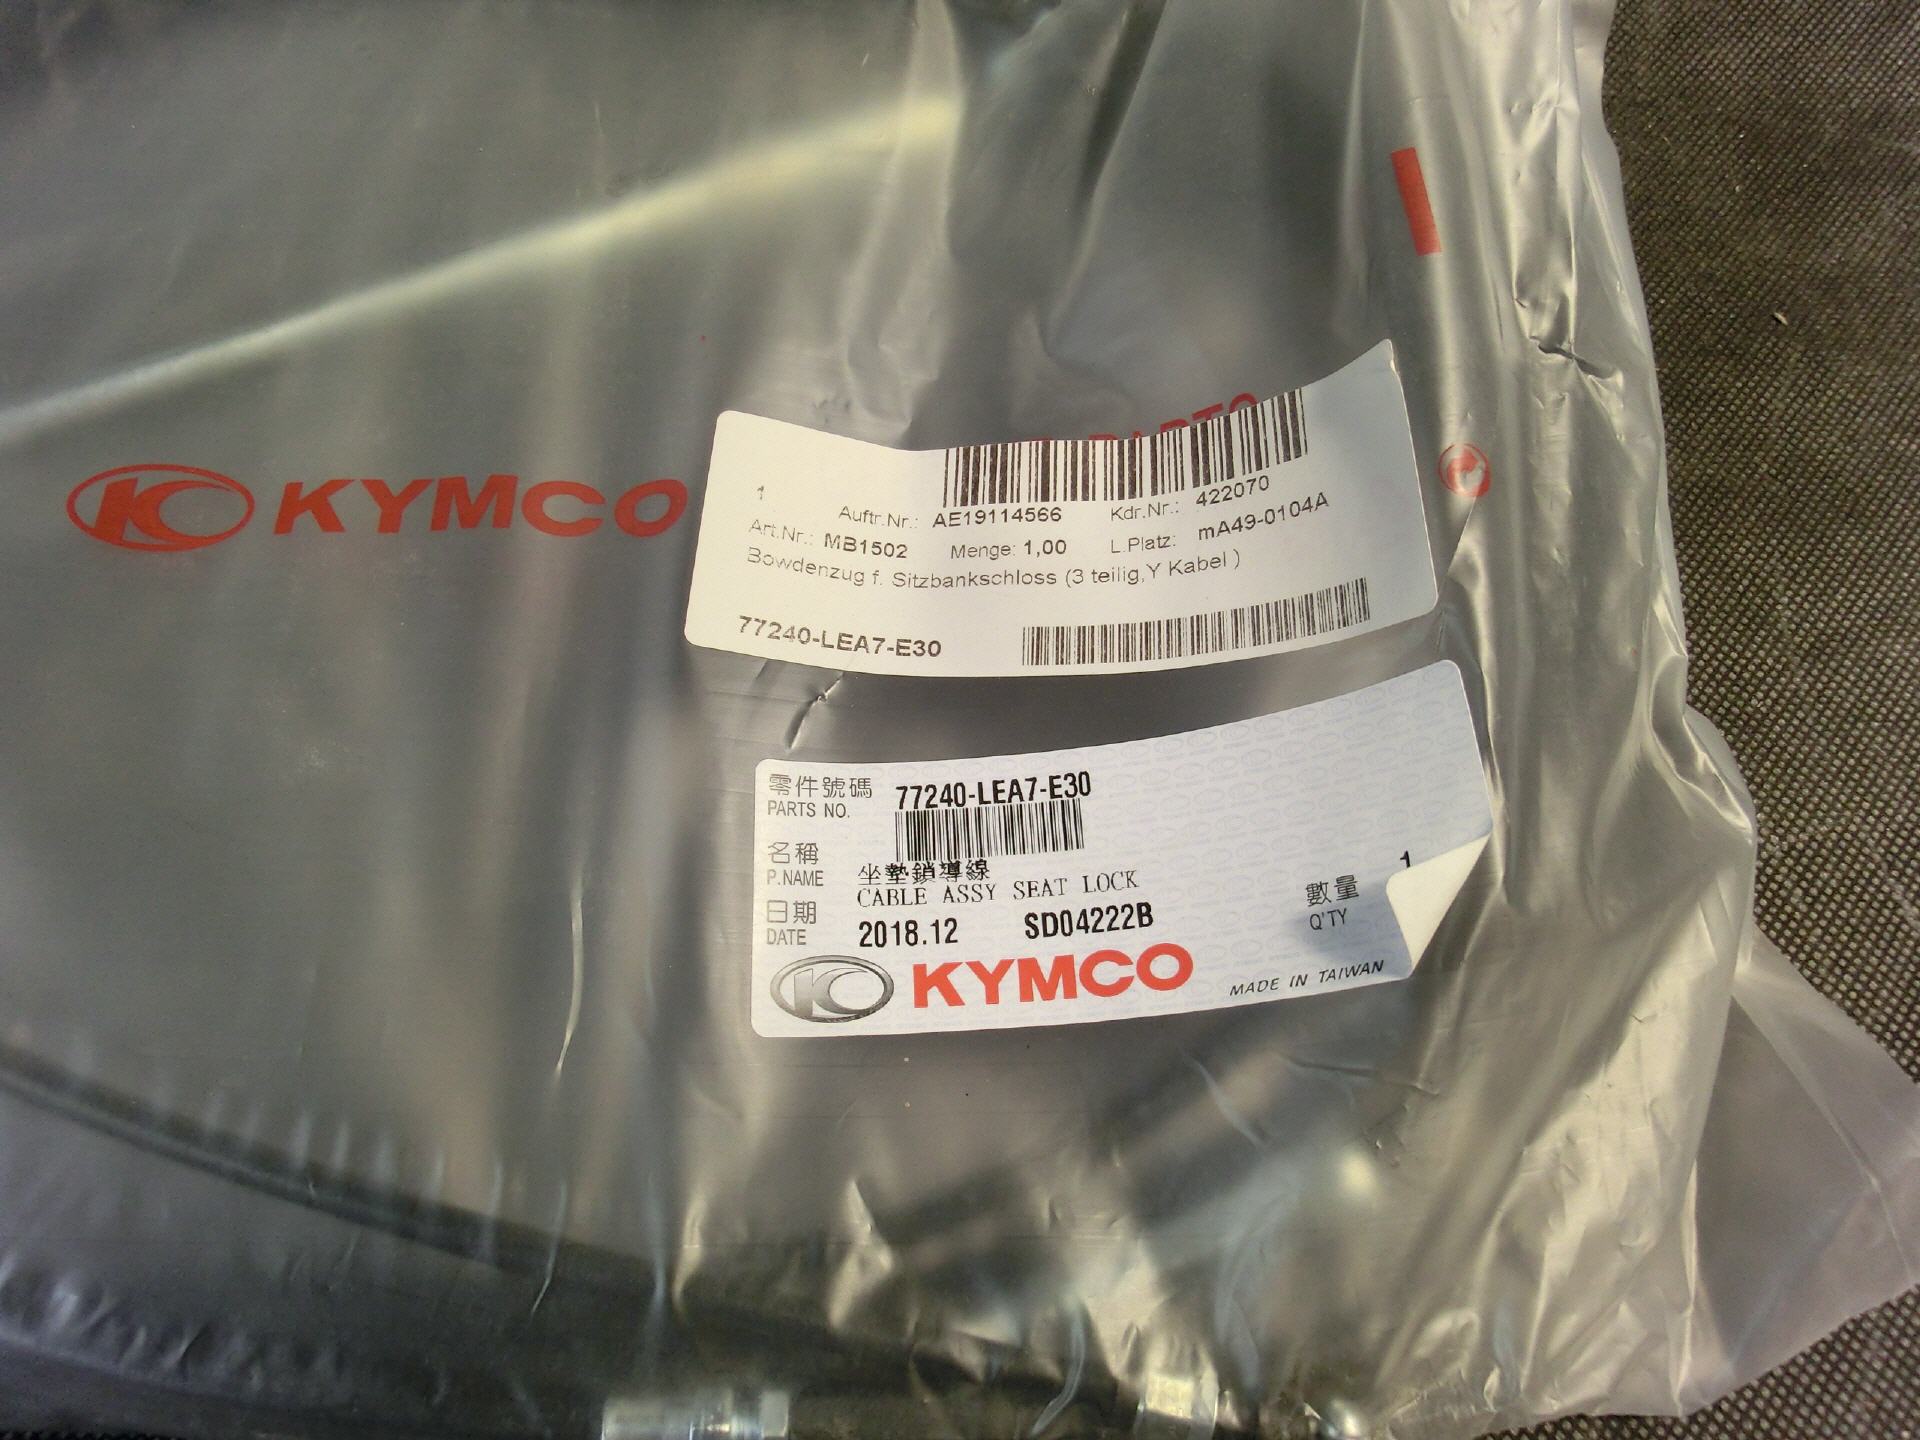 PARTS
KYMCO
1
Auftr.Nr.: AE19114566 Kdr.Nr.: 422070
Art.Nr.: MB1502 Menge: 1,00 L.Platz: mA49-0104A
Bowdenzug f. Sitzbankschloss (3 teilig,Y Kabel )
77240-LEA7-E30
零件號碼 77240-LEA7-E30
PARTS NO.
名稱 坐墊鎖導線
P.NAME CABLE ASSY SEAT LOCK
日期 2018.12 SD04222B 數量 1
DATE Q'TY
KYMCO MADE IN TAIWAN